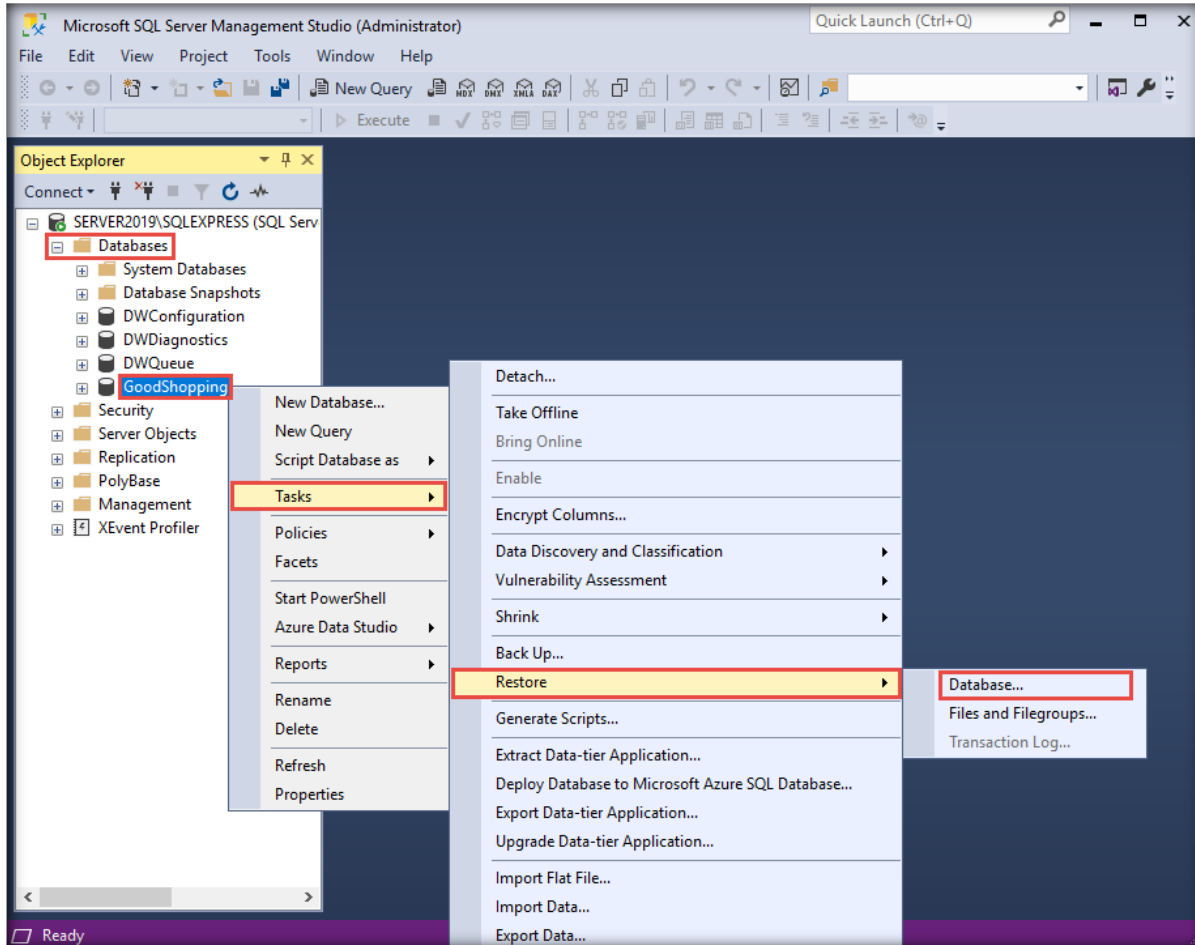 Microsoft SQL Server Management Studio (Administrator)
Quick Launch (Ctrl+Q)
File Edit View Project Tools Window Help
New Query MDX DMX XMLA DAX
Execute
Object Explorer
Connect
SERVER2019\SQLEXPRESS (SQL Serv
Databases
System Databases
Database Snapshots
DWConfiguration
DWDiagnostics
DWQueue
GoodShopping
Security
Server Objects
Replication
PolyBase
Management
XEvent Profiler
New Database...
New Query
Script Database as
Tasks
Policies
Facets
Start PowerShell
Azure Data Studio
Reports
Rename
Delete
Refresh
Properties
Detach...
Take Offline
Bring Online
Enable
Encrypt Columns...
Data Discovery and Classification
Vulnerability Assessment
Shrink
Back Up...
Restore
Generate Scripts...
Extract Data-tier Application...
Deploy Database to Microsoft Azure SQL Database...
Export Data-tier Application...
Upgrade Data-tier Application...
Import Flat File...
Import Data...
Export Data...
Database...
Files and Filegroups...
Transaction Log...
Ready